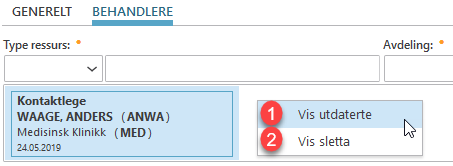 GENERELT BEHANDLERE
Type ressurs: * Avdeling: *
Kontaktlege
WAAGE, ANDERS (ANWA)
Medisinsk Klinikk (MED)
24.05.2019
1 Vis utdaterte
2 Vis sletta